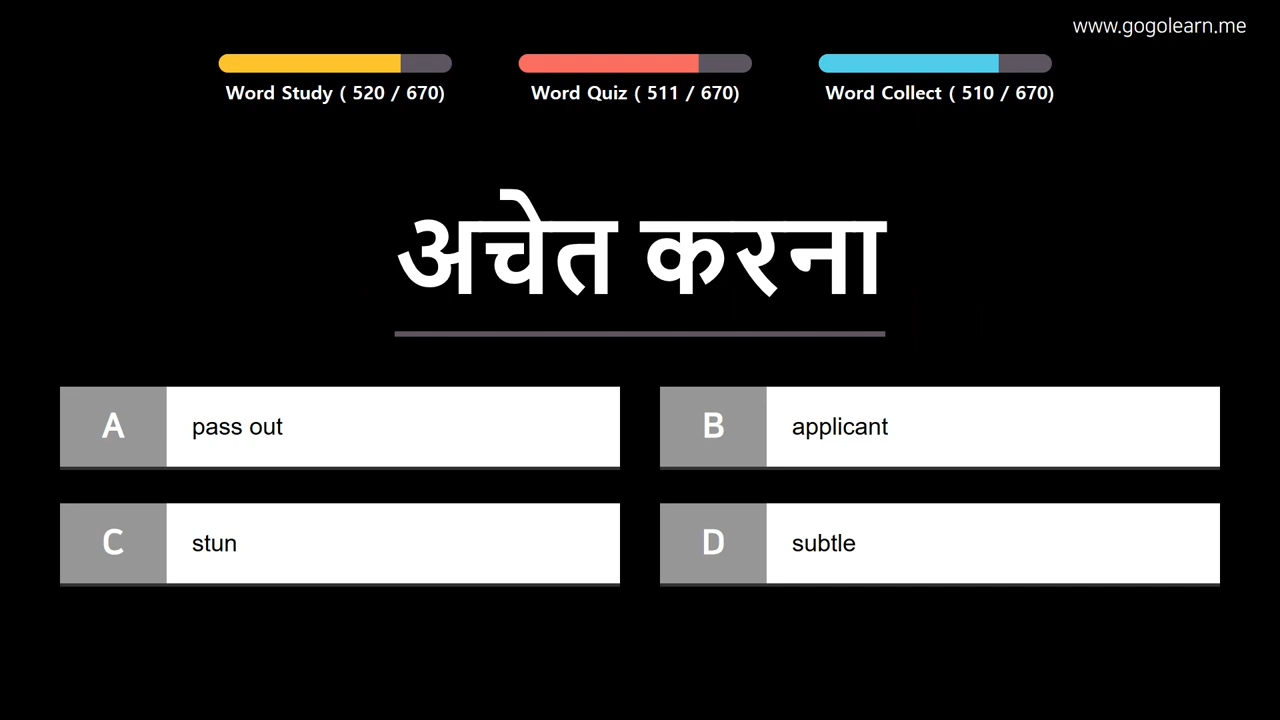 www.gogolearn.me
Word Study ( 520 / 670)
Word Quiz ( 511 / 670)
Word Collect ( 510 / 670)
अचेत करना
A pass out
B applicant
C stun
D subtle